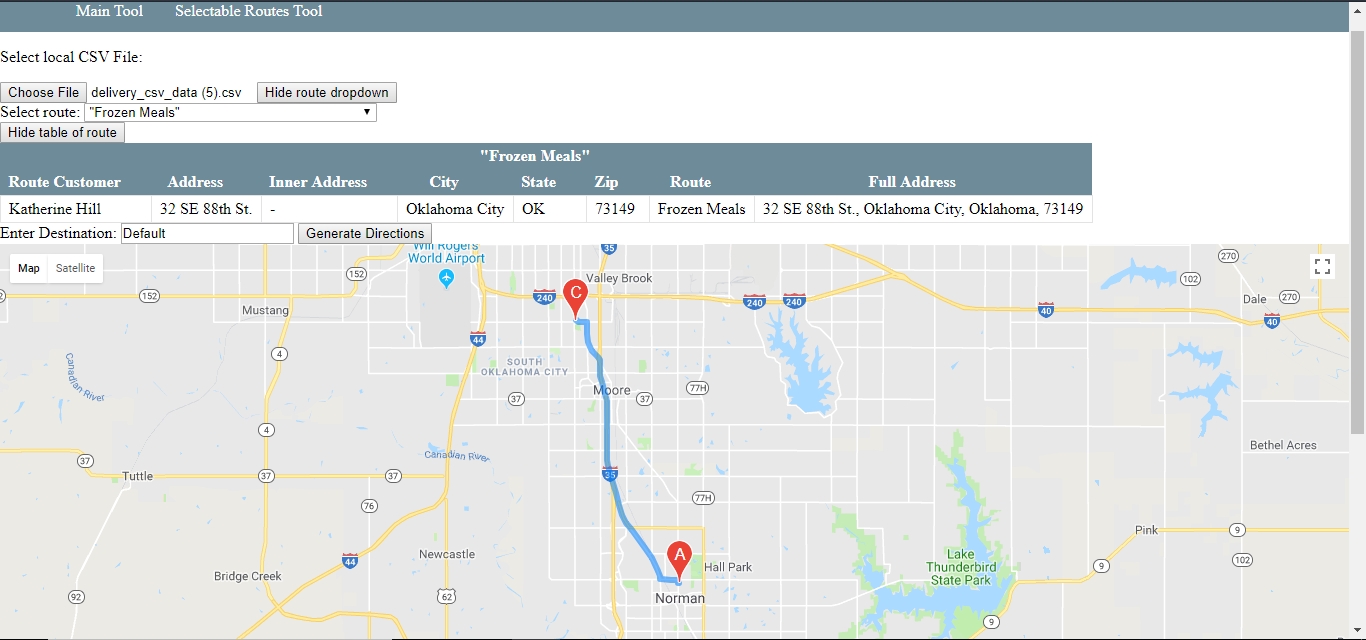 Main Tool Selectable Routes Tool
Select local CSV File:
Choose File delivery_csv_data (5).csv Hide route dropdown
Select route: "Frozen Meals"
Hide table of route
"Frozen Meals"
Route Customer Address Inner Address City State Zip Route Full Address
Katherine Hill 32 SE 88th St. - Oklahoma City OK 73149 Frozen Meals 32 SE 88th St., Oklahoma City, Oklahoma, 73149
Enter Destination: Default Generate Directions
Will Rogers
World Airport
35
270
Map Satellite
152
Valley Brook
102
C
152
240
240
240
Dale
270
Mustang
40
40
44
4
Canadian River
SOUTH
OKLAHOMA CITY
Moore
77H
37
37
4
Bethel Acres
Canadian River
37
Tuttle
37
37
35
76
77H
Pink
9
A
Newcastle
Lake
Thunderbird
State Park
44
102
Hall Park
9
Bridge Creek
92
62
Norman
9